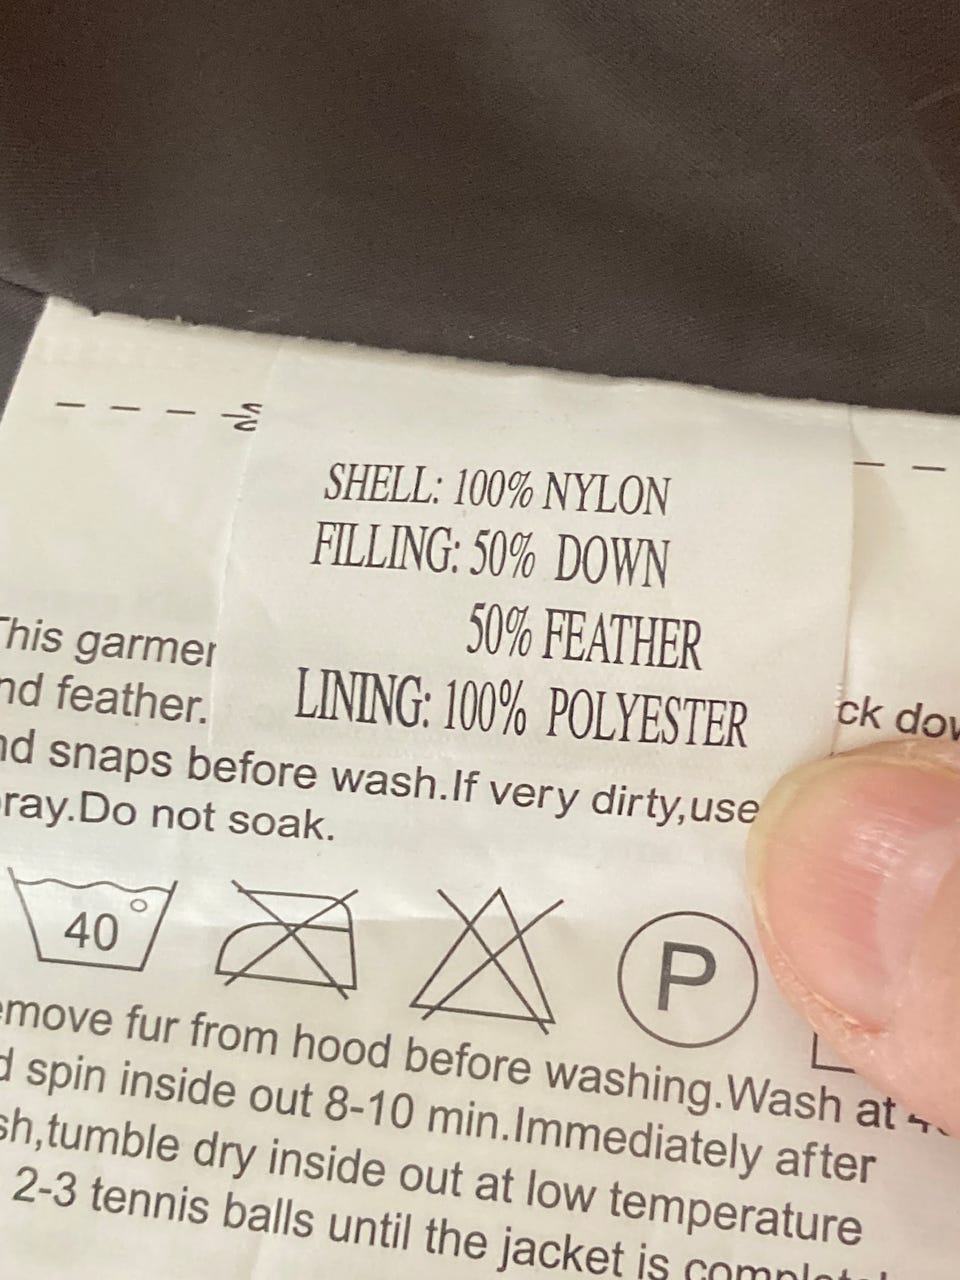 SHELL: 100% NYLON
FILLING: 50% DOWN
50% FEATHER
LINING: 100% POLYESTER
This garmer
nd feather.
ck dov
nd snaps before wash.If very dirty,use
ray.Do not soak.
40
P
emove fur from hood before washing.Wash at
d spin inside out 8-10 min.Immediately after
sh,tumble dry inside out at low temperature
2-3 tennis balls until the jacket is complet